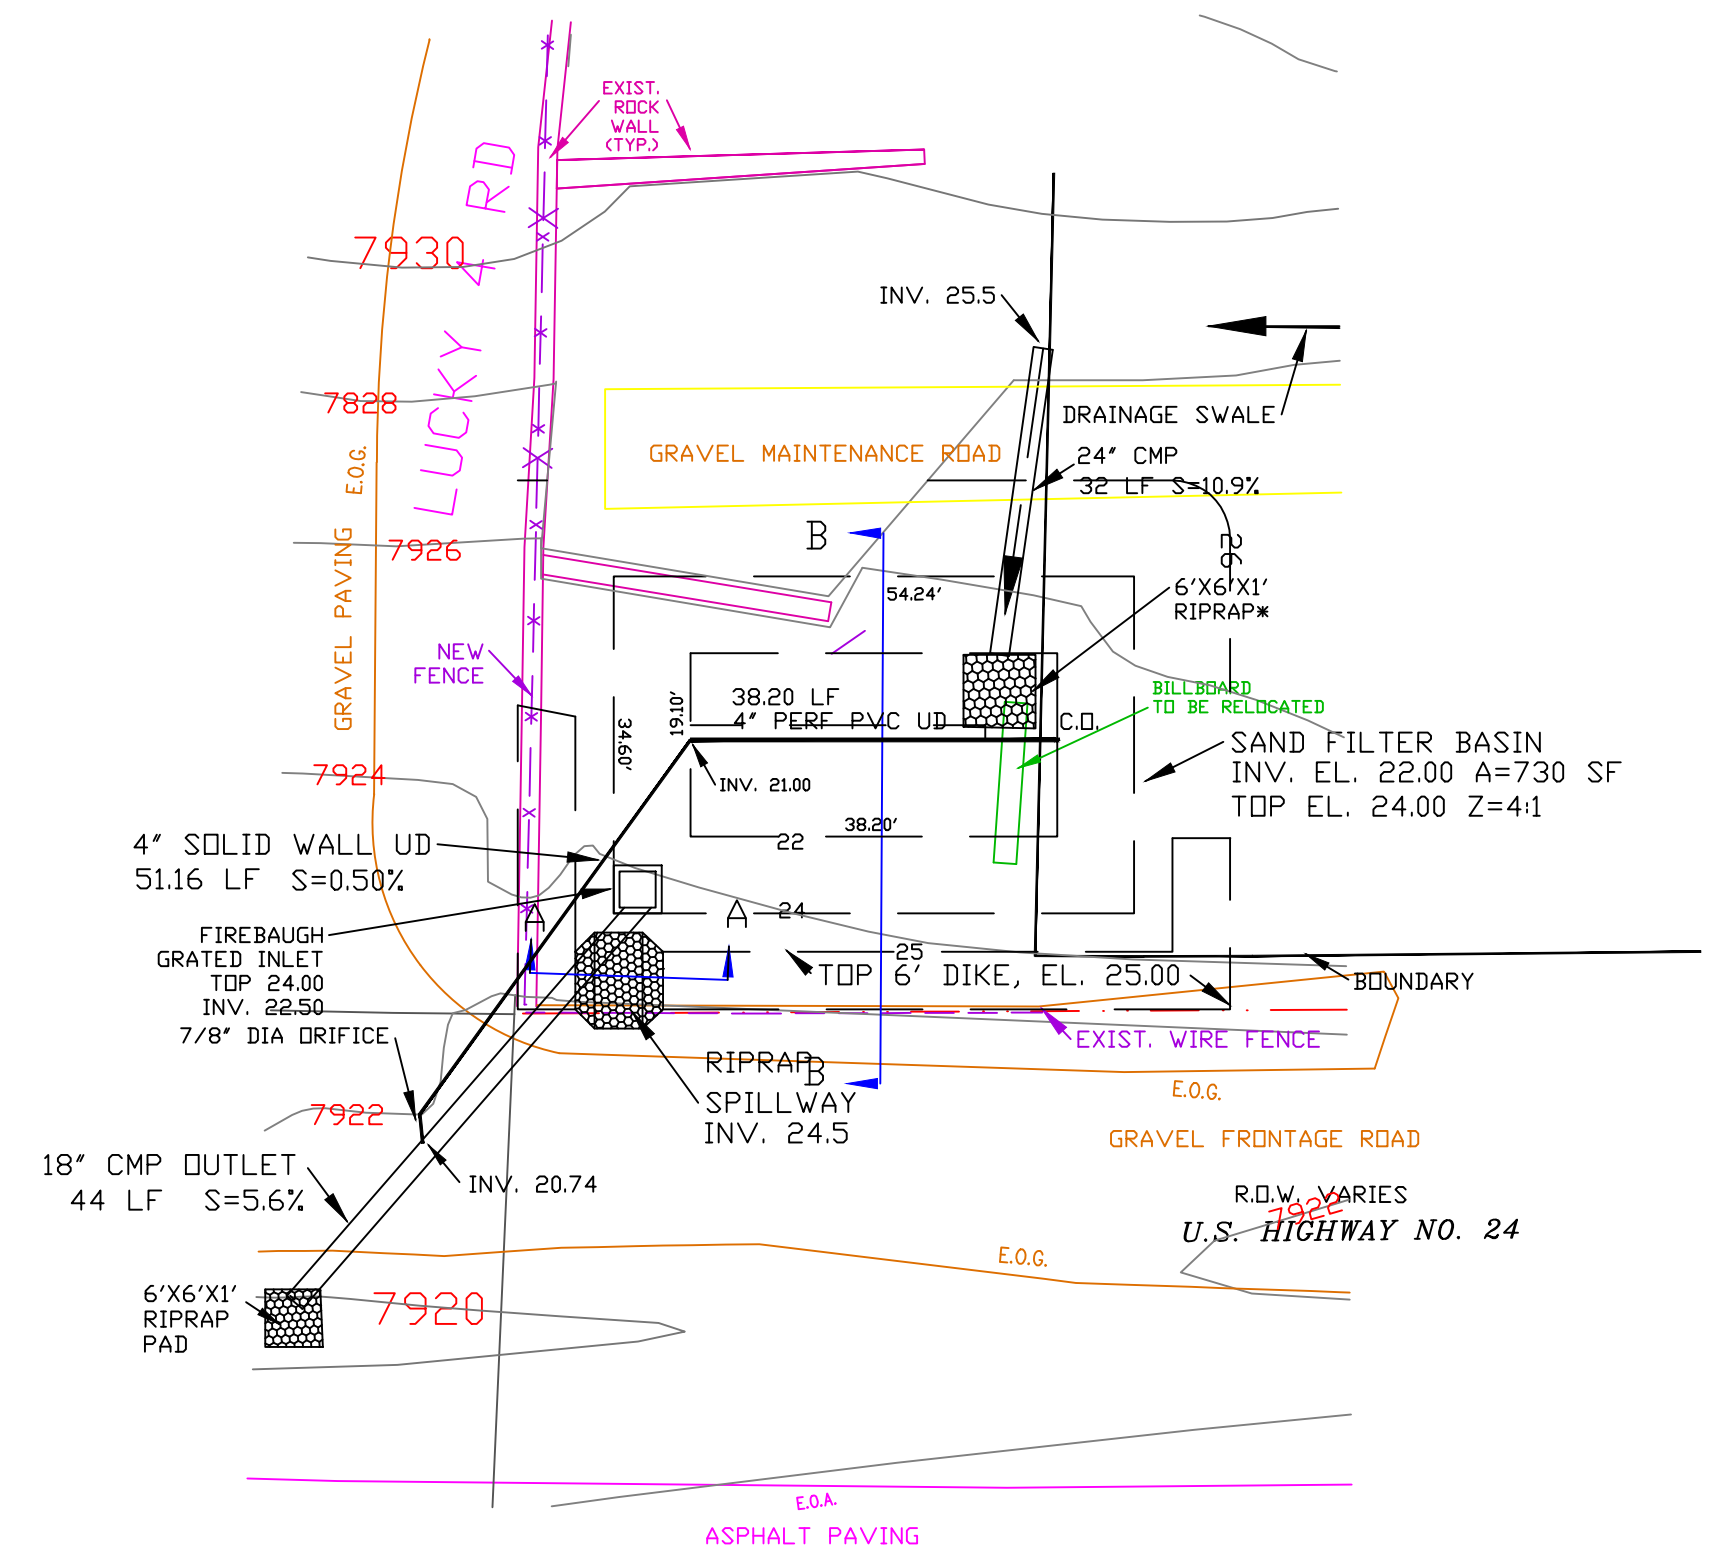 EXIST.
ROCK
WALL
(TYP.)
LUCKY 4 RD
7930
INV. 25.5
DRAINAGE SWALE
7828
GRAVEL MAINTENANCE ROAD
24" CMP
32 LF S=10.9%
E.O.G.
GRAVEL PAVING
B
26
7926
54.24'
6'X6'X1'
RIPRAP*
NEW
FENCE
38.20 LF
4" PERF PVC UD
C.O.
19.10'
34.60'
BILLBOARD
TO BE RELOCATED
SAND FILTER BASIN
INV. EL. 22.00 A=730 SF
TOP EL. 24.00 Z=4:1
7924
INV. 21.00
38.20'
22
4" SOLID WALL UD
51.16 LF S=0.50%
A
A
24
25
FIREBAUGH
GRATED INLET
TOP 24.00
INV. 22.50
TOP 6' DIKE, EL. 25.00
BOUNDARY
7/8" DIA ORIFICE
EXIST. WIRE FENCE
RIPRAP
SPILLWAY
INV. 24.5
B
E.O.G.
7922
GRAVEL FRONTAGE ROAD
18" CMP OUTLET
44 LF S=5.6%
INV. 20.74
R.O.W. VARIES
7922
U.S. HIGHWAY NO. 24
E.O.G.
6'X6'X1'
RIPRAP
PAD
7920
E.O.A.
ASPHALT PAVING